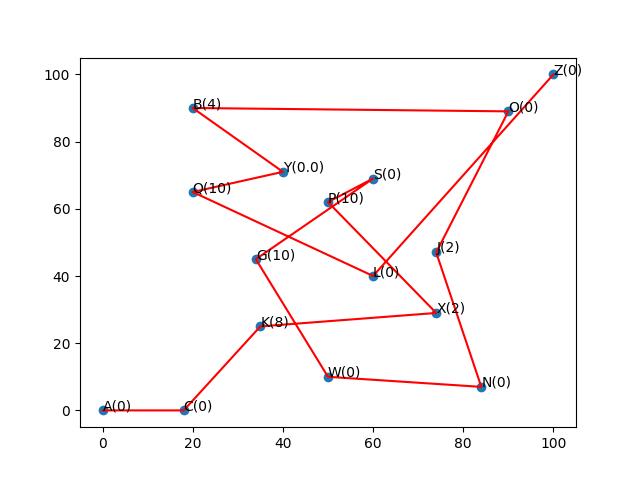 Z(0)
100
B(4)
O(0)
80
Y(0.0)
S(0)
Q(10)
P(10)
60
J(2)
G(10)
L(0)
40
X(2)
K(8)
20
W(0)
N(0)
A(0)
C(0)
0
0 20 40 60 80 100